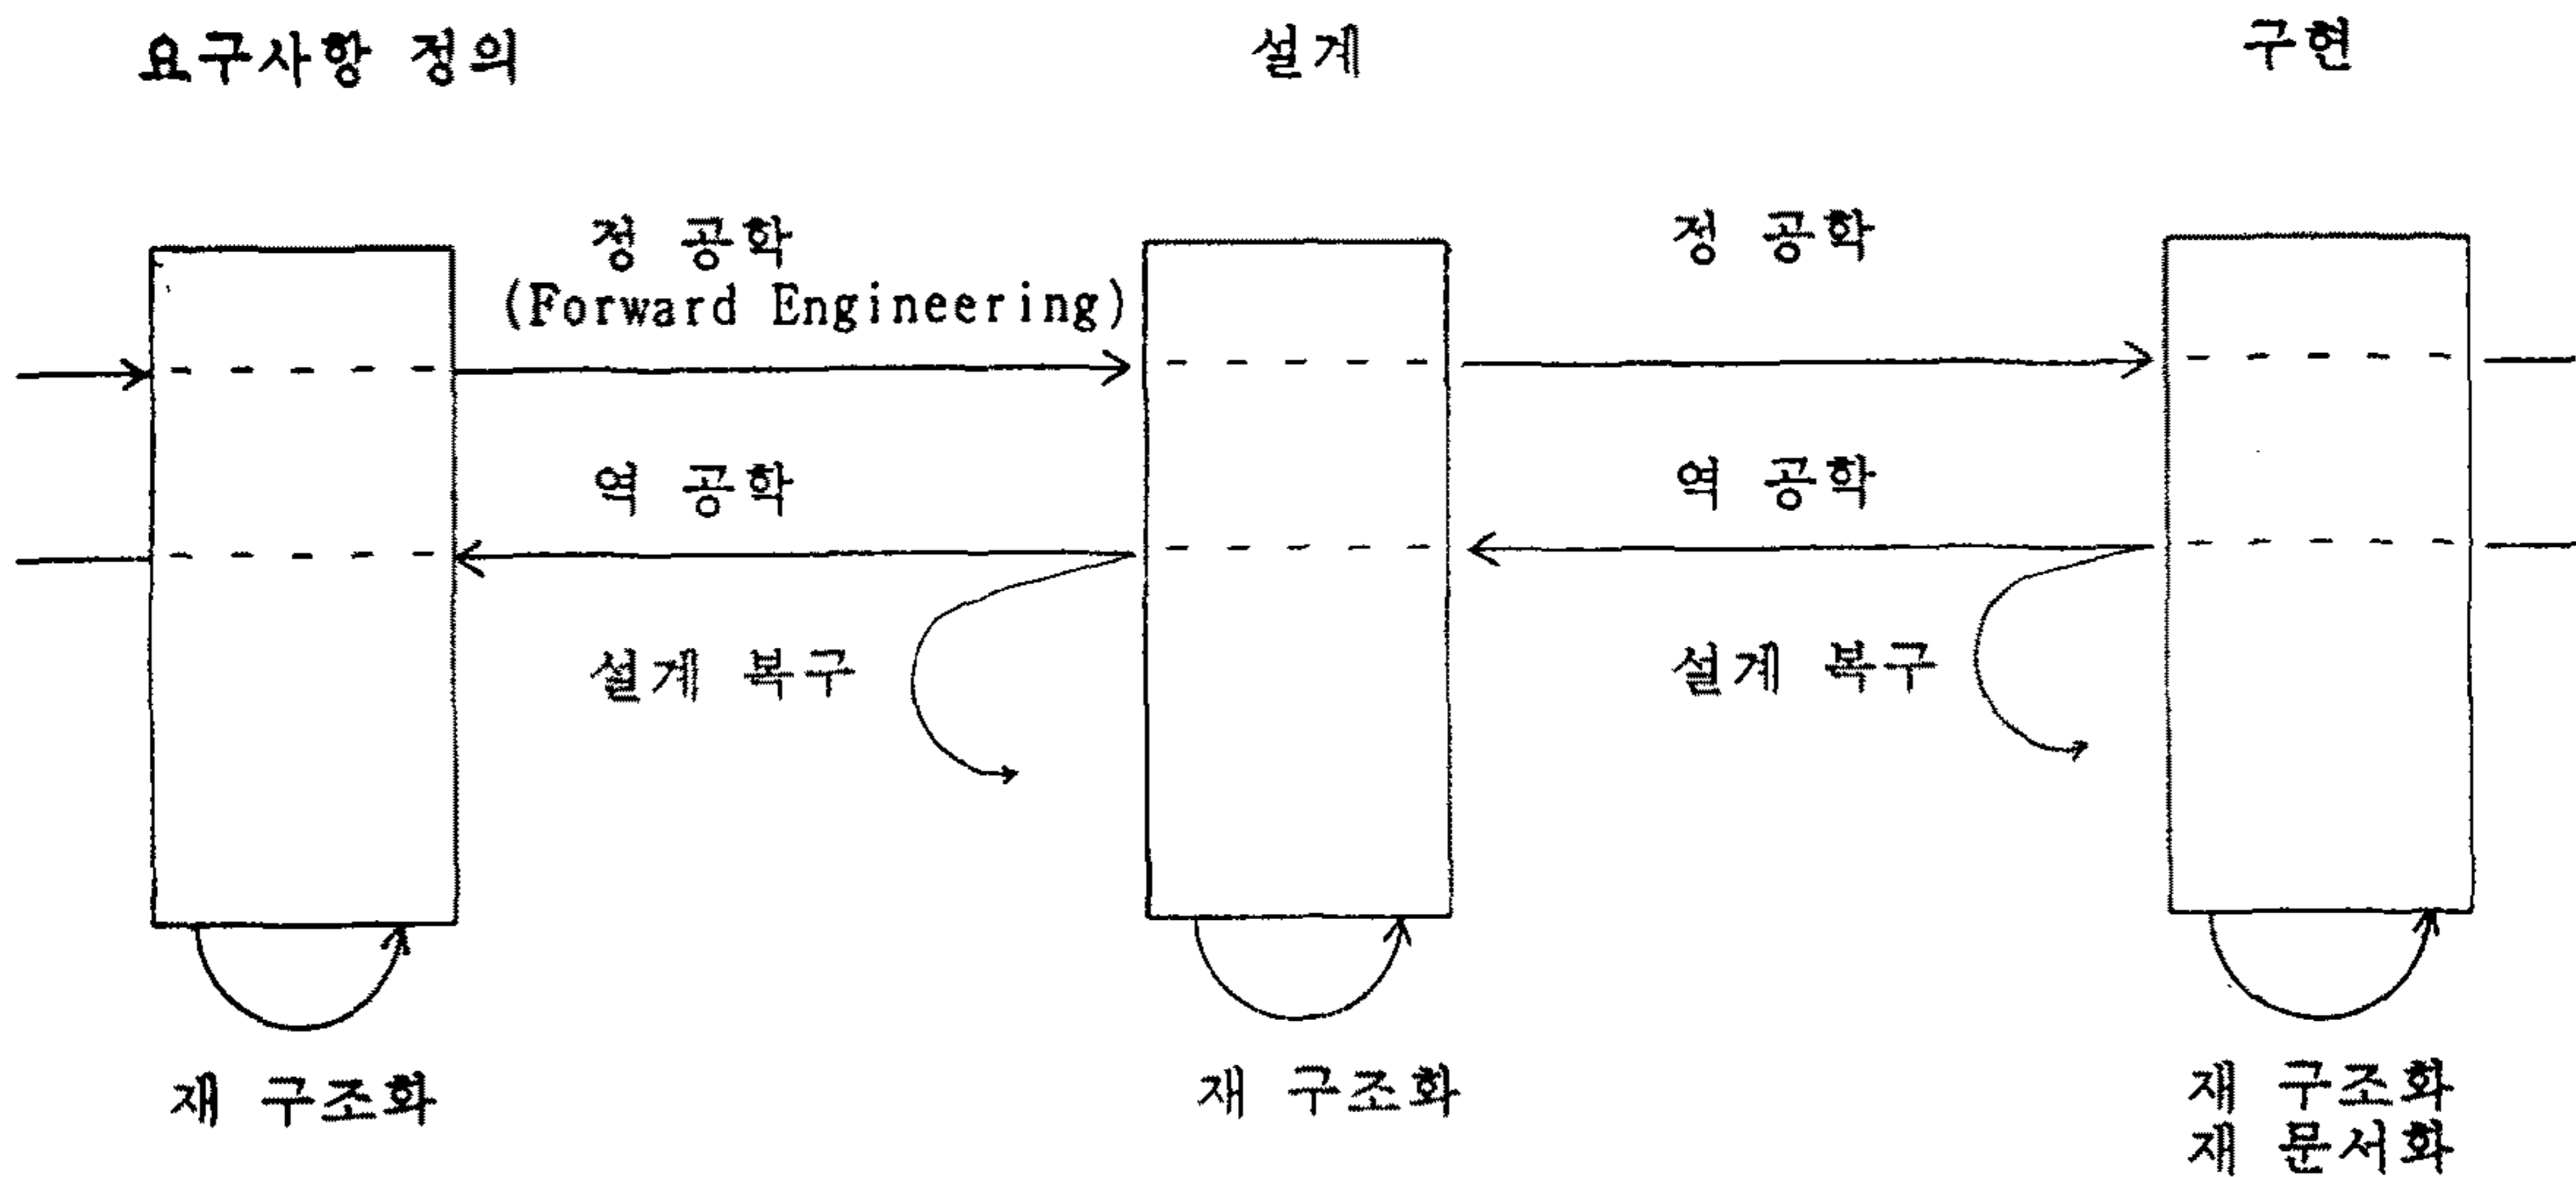 요구사항 정의
설계
구현
정 공학
(Forward Engineering)
정 공학
역 공학
역 공학
설계 복구
설계 복구
재 구조화
재 구조화
재 구조화
재 문서화